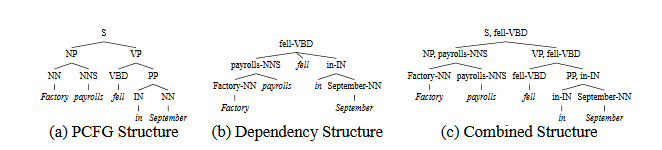 S
NP VP
NN NNS VBD PP
Factory payrolls fell IN NN
in September
(a) PCFG Structure
fell-VBD
payrolls-NNS fell in-IN
Factory-NN payrolls in September-NN
Factory September
(b) Dependency Structure
S, fell-VBD
NP, payrolls-NNS VP, fell-VBD
Factory-NN payrolls-NNS fell-VBD PP, in-IN
Factory payrolls fell in-IN September-NN
in September
(c) Combined Structure